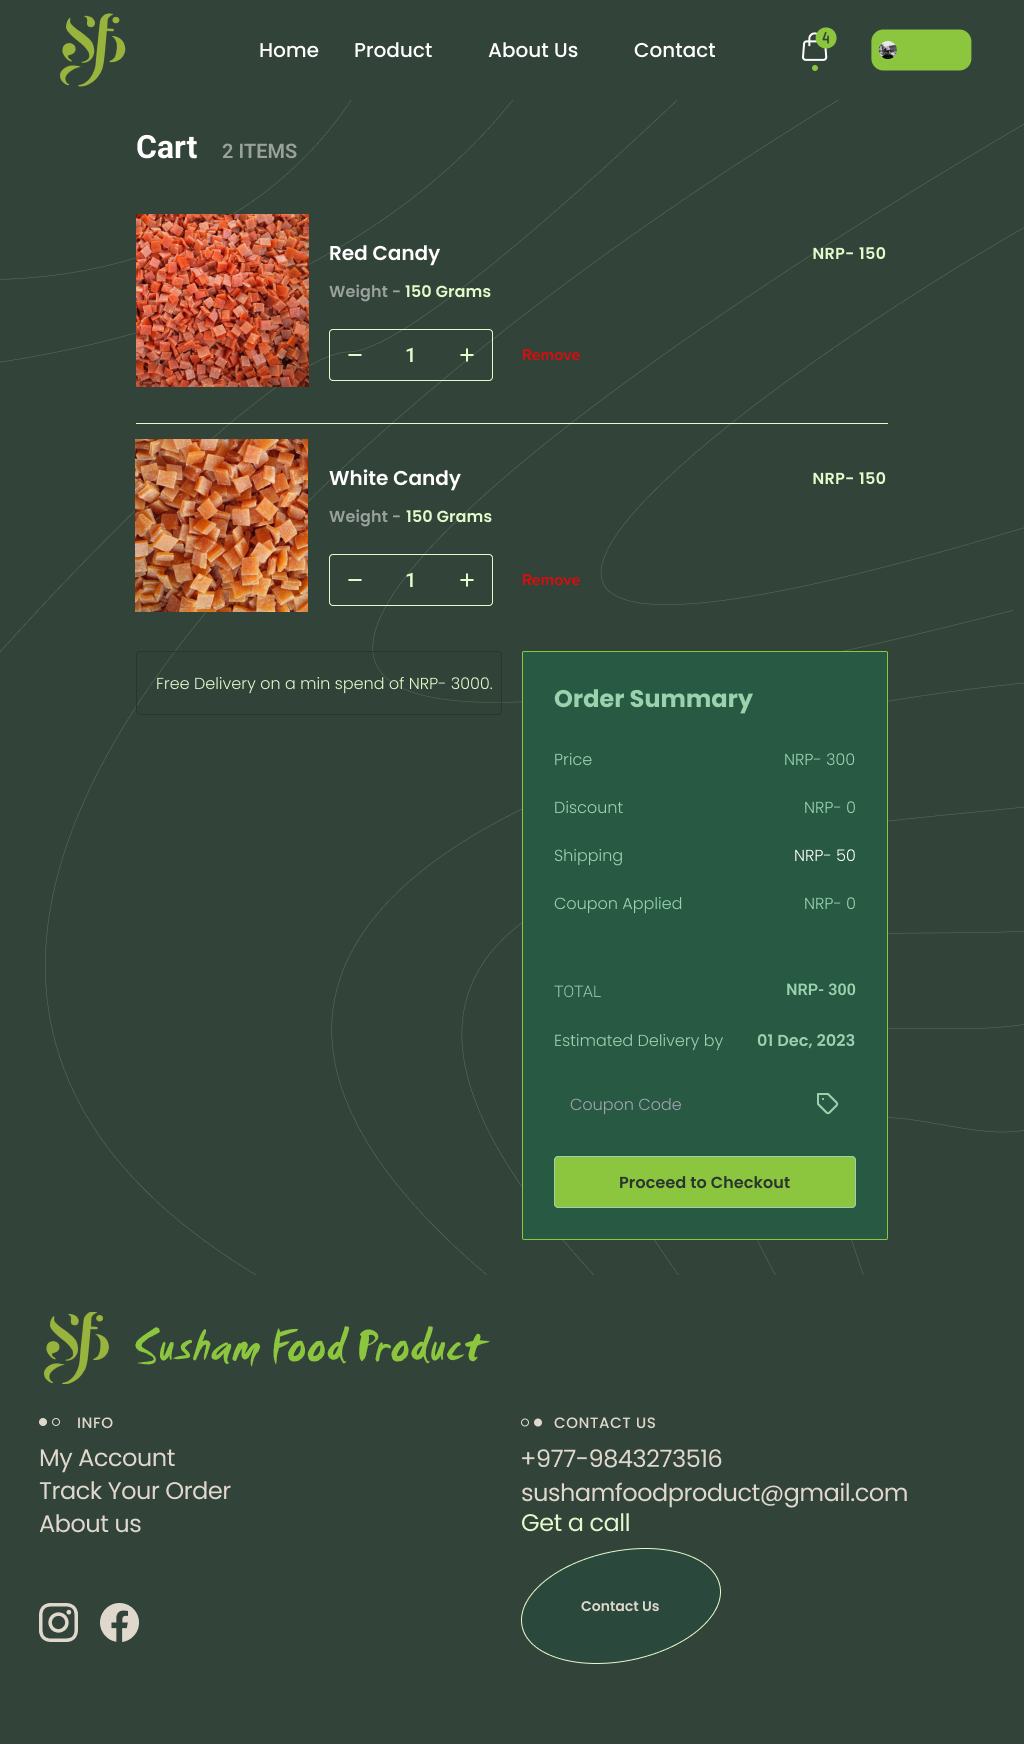 Home Product About Us Contact 4
Cart 2 ITEMS
Red Candy NRP- 150
Weight - 150 Grams
1 Remove
White Candy NRP- 150
Weight - 150 Grams
1 Remove
Free Delivery on a min spend of NRP- 3000.
Order Summary
Price NRP- 300
Discount NRP- 0
Shipping NRP- 50
Coupon Applied NRP- 0
TOTAL NRP- 300
Estimated Delivery by 01 Dec, 2023
Coupon Code
Proceed to Checkout
Susham Food Product
INFO
My Account
Track Your Order
About us
CONTACT US
+977-9843273516
sushamfoodproduct@gmail.com
Get a call
Contact Us